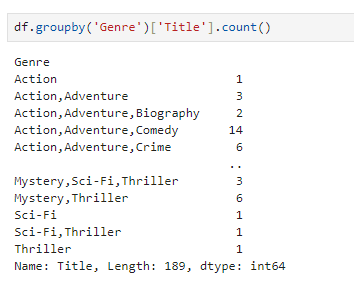 df.groupby('Genre')['Title'].count()
Genre
Action 1
Action,Adventure 3
Action,Adventure,Biography 2
Action,Adventure,Comedy 14
Action,Adventure,Crime 6
..
Mystery,Sci-Fi,Thriller 3
Mystery,Thriller 6
Sci-Fi 1
Sci-Fi,Thriller 1
Thriller 1
Name: Title, Length: 189, dtype: int64